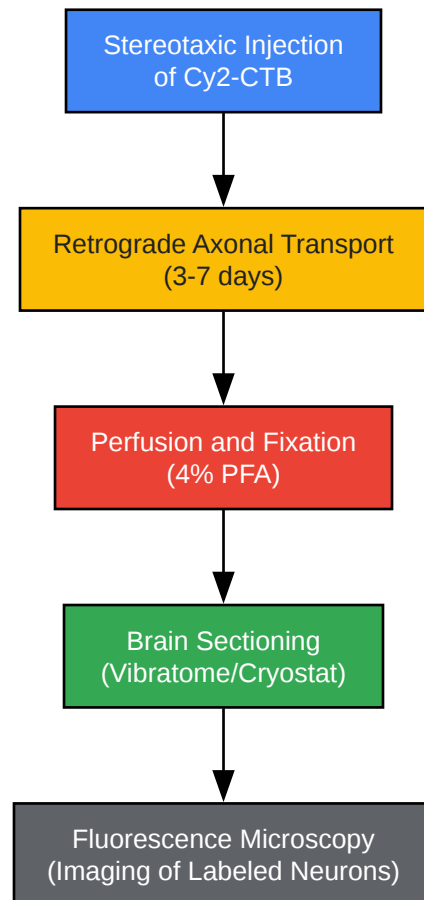 Stereotaxic Injection
of Cy2-CTB
Retrograde Axonal Transport
(3-7 days)
Perfusion and Fixation
(4% PFA)
Brain Sectioning
(Vibratome/Cryostat)
Fluorescence Microscopy
(Imaging of Labeled Neurons)